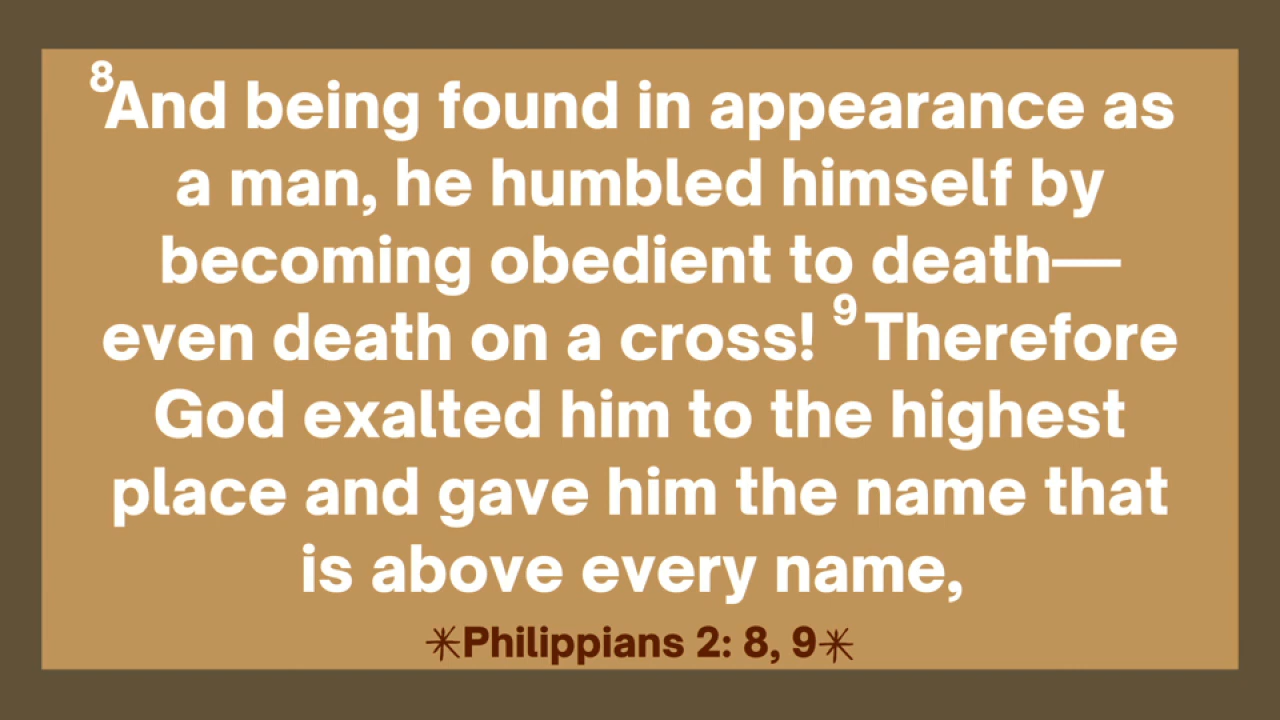 ⁸And being found in appearance as
a man, he humbled himself by
becoming obedient to death—
even death on a cross! ⁹Therefore
God exalted him to the highest
place and gave him the name that
is above every name,
✳Philippians 2: 8, 9✳